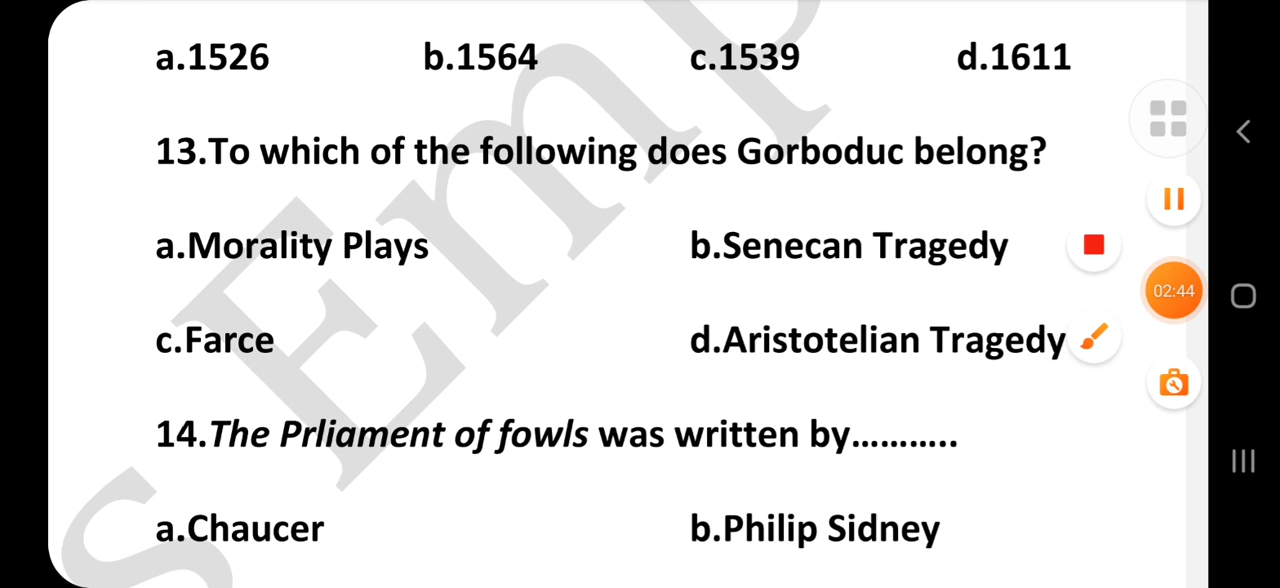 a.1526 b.1564 c.1539 d.1611
13.To which of the following does Gorboduc belong?
a.Morality Plays b.Senecan Tragedy
c.Farce d.Aristotelian Tragedy
02:44
14.The Prliament of fowls was written by...........
a.Chaucer b.Philip Sidney
s Emp